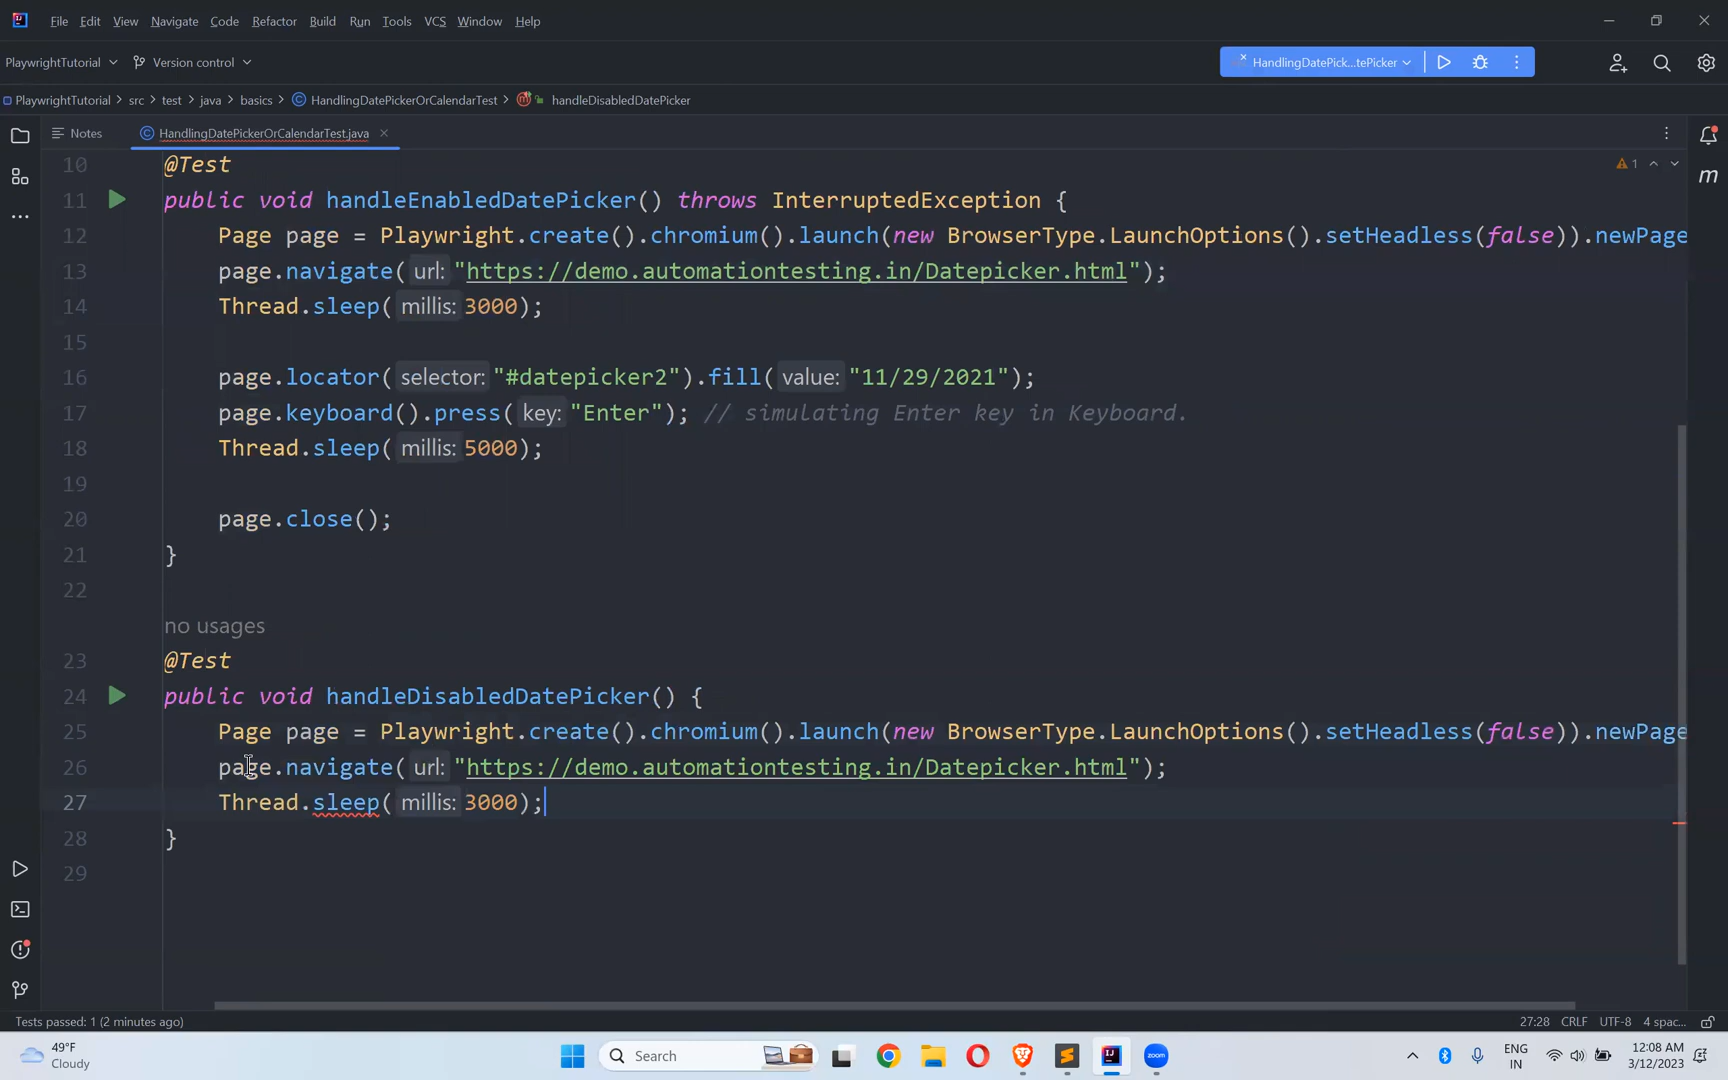 File Edit View Navigate Code Refactor Build Run Tools VCS Window Help
PlaywrightTutorial Version control HandlingDatePick...tePicker
PlaywrightTutorial src test java basics HandlingDatePickerOrCalendarTest handleDisabledDatePicker
Notes HandlingDatePickerOrCalendarTest.java
10 @Test 1
11 public void handleEnabledDatePicker() throws InterruptedException {
12 Page page = Playwright.create().chromium().launch(new BrowserType.LaunchOptions().setHeadless(false)).newPage
13 page.navigate( url: "https://demo.automationtesting.in/Datepicker.html");
14 Thread.sleep( millis: 3000);
15
16 page.locator( selector: "#datepicker2").fill( value: "11/29/2021");
17 page.keyboard().press( key: "Enter"); // simulating Enter key in Keyboard.
18 Thread.sleep( millis: 5000);
19
20 page.close();
21 }
22
no usages
23 @Test
24 public void handleDisabledDatePicker() {
25 Page page = Playwright.create().chromium().launch(new BrowserType.LaunchOptions().setHeadless(false)).newPage
26 page.navigate( url: "https://demo.automationtesting.in/Datepicker.html");
27 Thread.sleep( millis: 3000);
28 }
29
Tests passed: 1 (2 minutes ago) 27:28 CRLF UTF-8 4 spac...
49°F
Cloudy
Search
zoom
ENG
IN
12:08 AM
3/12/2023